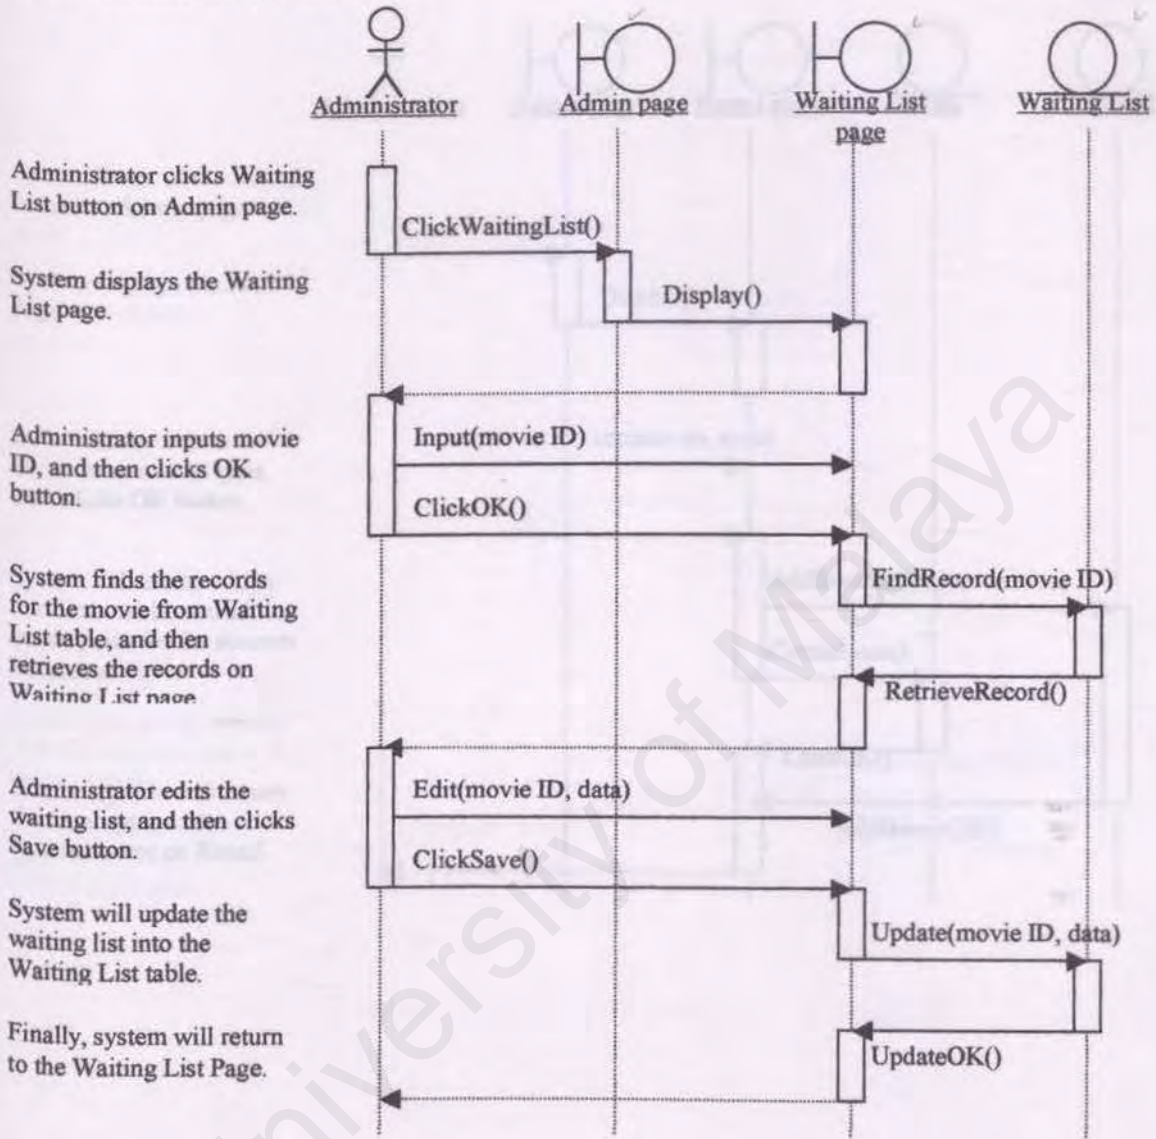 Administrator
Admin page
Waiting List
page
Waiting List
Administrator clicks Waiting
List button on Admin page.
ClickWaitingList()
System displays the Waiting
List page.
Display()
Administrator inputs movie
ID, and then clicks OK
button.
Input(movie ID)
ClickOK()
System finds the records
for the movie from Waiting
List table, and then
retrieves the records on
Waiting List page
FindRecord(movie ID)
RetrieveRecord()
Administrator edits the
waiting list, and then clicks
Save button.
Edit(movie ID, data)
ClickSave()
System will update the
waiting list into the
Waiting List table.
Update(movie ID, data)
Finally, system will return
to the Waiting List Page.
UpdateOK()
University of Malaya